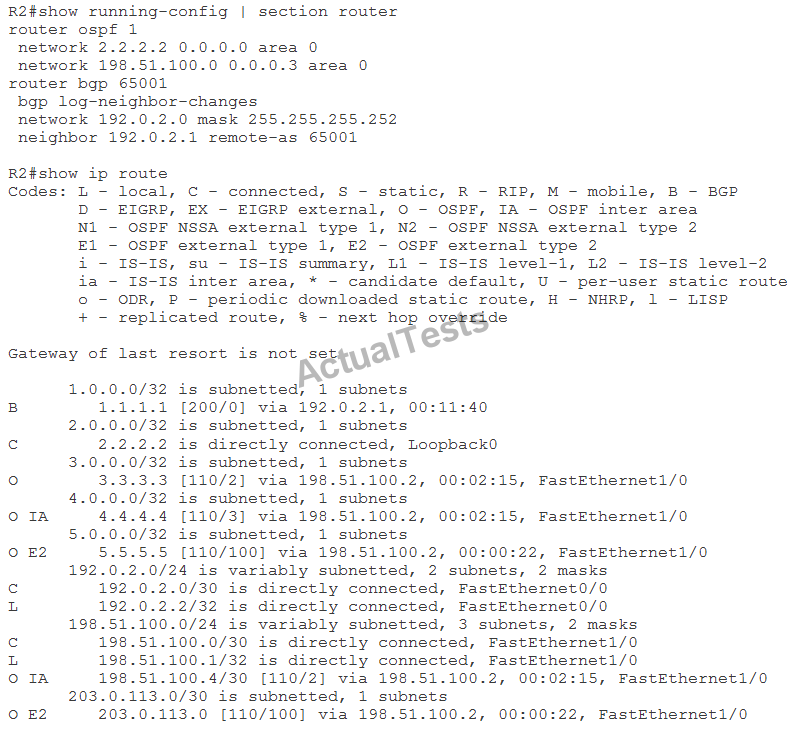 R2#show running-config | section router
router ospf 1
 network 2.2.2.2 0.0.0.0 area 0
 network 198.51.100.0 0.0.0.3 area 0
router bgp 65001
 bgp log-neighbor-changes
 network 192.0.2.0 mask 255.255.255.252
 neighbor 192.0.2.1 remote-as 65001

R2#show ip route
Codes: L - local, C - connected, S - static, R - RIP, M - mobile, B - BGP
       D - EIGRP, EX - EIGRP external, O - OSPF, IA - OSPF inter area
       N1 - OSPF NSSA external type 1, N2 - OSPF NSSA external type 2
       E1 - OSPF external type 1, E2 - OSPF external type 2
       i - IS-IS, su - IS-IS summary, L1 - IS-IS level-1, L2 - IS-IS level-2
       ia - IS-IS inter area, * - candidate default, U - per-user static route
       o - ODR, P - periodic downloaded static route, H - NHRP, l - LISP
       + - replicated route, % - next hop override

Gateway of last resort is not set
ActualTests

      1.0.0.0/32 is subnetted, 1 subnets
B        1.1.1.1 [200/0] via 192.0.2.1, 00:11:40
      2.0.0.0/32 is subnetted, 1 subnets
C        2.2.2.2 is directly connected, Loopback0
      3.0.0.0/32 is subnetted, 1 subnets
O        3.3.3.3 [110/2] via 198.51.100.2, 00:02:15, FastEthernet1/0
      4.0.0.0/32 is subnetted, 1 subnets
O IA     4.4.4.4 [110/3] via 198.51.100.2, 00:02:15, FastEthernet1/0
      5.0.0.0/32 is subnetted, 1 subnets
O E2     5.5.5.5 [110/100] via 198.51.100.2, 00:00:22, FastEthernet1/0
      192.0.2.0/24 is variably subnetted, 2 subnets, 2 masks
C        192.0.2.0/30 is directly connected, FastEthernet0/0
L        192.0.2.2/32 is directly connected, FastEthernet0/0
      198.51.100.0/24 is variably subnetted, 3 subnets, 2 masks
C        198.51.100.0/30 is directly connected, FastEthernet1/0
L        198.51.100.1/32 is directly connected, FastEthernet1/0
O IA     198.51.100.4/30 [110/2] via 198.51.100.2, 00:02:15, FastEthernet1/0
      203.0.113.0/30 is subnetted, 1 subnets
O E2     203.0.113.0 [110/100] via 198.51.100.2, 00:00:22, FastEthernet1/0